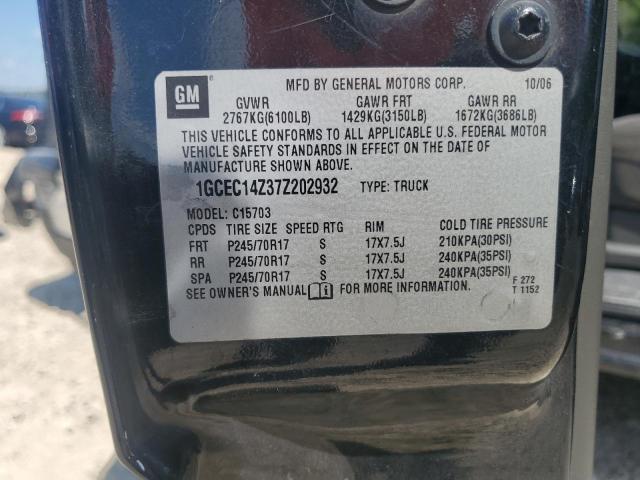 GM ® MFD BY GENERAL MOTORS CORP. 10/06
GVWR GAWR FRT GAWR RR
2767KG(6100LB) 1429KG(3150LB) 1672KG(3686LB)
THIS VEHICLE CONFORMS TO ALL APPLICABLE U.S. FEDERAL MOTOR
VEHICLE SAFETY STANDARDS IN EFFECT ON THE DATE OF
MANUFACTURE SHOWN ABOVE.
1GCEC14Z37Z202932 TYPE: TRUCK
MODEL: C15703
CPDS TIRE SIZE SPEED RTG RIM COLD TIRE PRESSURE
FRT P245/70R17 S 17X7.5J 210KPA(30PSI)
RR P245/70R17 S 17X7.5J 240KPA(35PSI)
SPA P245/70R17 S 17X7.5J 240KPA(35PSI)
SEE OWNER'S MANUAL FOR MORE INFORMATION.
F 272
T 1152